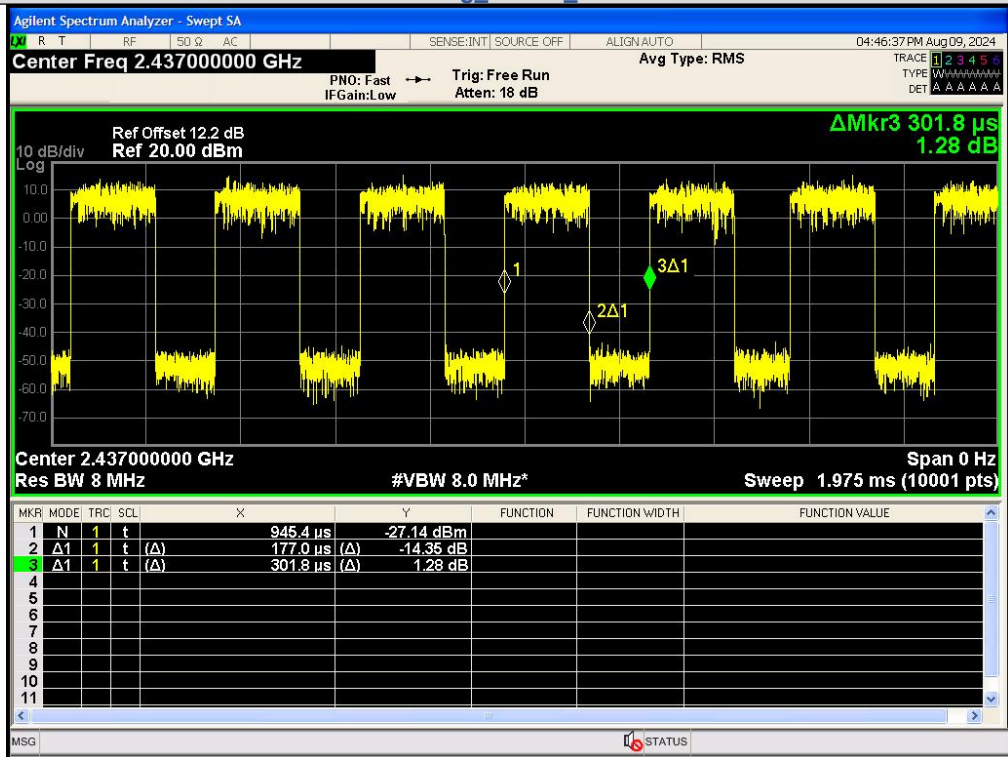 Agilent Spectrum Analyzer - Swept SA
LXI R T RF 50 Ω AC SENSE:INT SOURCE OFF ALIGN AUTO 04:46:37 PM Aug 09, 2024
Center Freq 2.437000000 GHz Avg Type: RMS TRACE 1 2 3 4 5 6
PNO: Fast Trig: Free Run TYPE WWWWWW
IFGain:Low Atten: 18 dB DET A A A A A A
ΔMkr3 301.8 µs
1.28 dB
Ref Offset 12.2 dB
10 dB/div Ref 20.00 dBm
Log
10.0
0.00
-10.0
-20.0
-30.0
-40.0
-50.0
-60.0
-70.0
1
2Δ1
3Δ1
Center 2.437000000 GHz Span 0 Hz
Res BW 8 MHz #VBW 8.0 MHz* Sweep 1.975 ms (10001 pts)
MKR MODE TRC SCL X Y FUNCTION FUNCTION WIDTH FUNCTION VALUE
1 N 1 t 945.4 µs -27.14 dBm
2 Δ1 1 t (Δ) 177.0 µs (Δ) -14.35 dB
3 Δ1 1 t (Δ) 301.8 µs (Δ) 1.28 dB
4
5
6
7
8
9
10
11
MSG STATUS